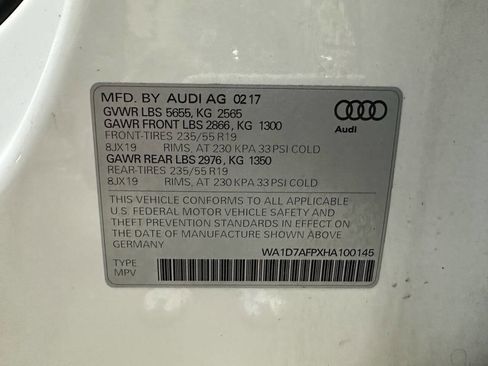 MFD. BY AUDI AG 0217
GVWR LBS 5655, KG 2565
GAWR FRONT LBS 2866, KG 1300
FRONT-TIRES 235/55 R19
8JX19 RIMS, AT 230 KPA 33 PSI COLD
GAWR REAR LBS 2976, KG 1350
REAR-TIRES 235/55 R19
8JX19 RIMS, AT 230 KPA 33 PSI COLD
Audi
THIS VEHICLE CONFORMS TO ALL APPLICABLE
U.S. FEDERAL MOTOR VEHICLE SAFETY AND
THEFT PREVENTION STANDARDS IN EFFECT ON
THE DATE OF MANUFACTURE SHOWN ABOVE
WA1D7AFPXHA100145
TYPE
MPV